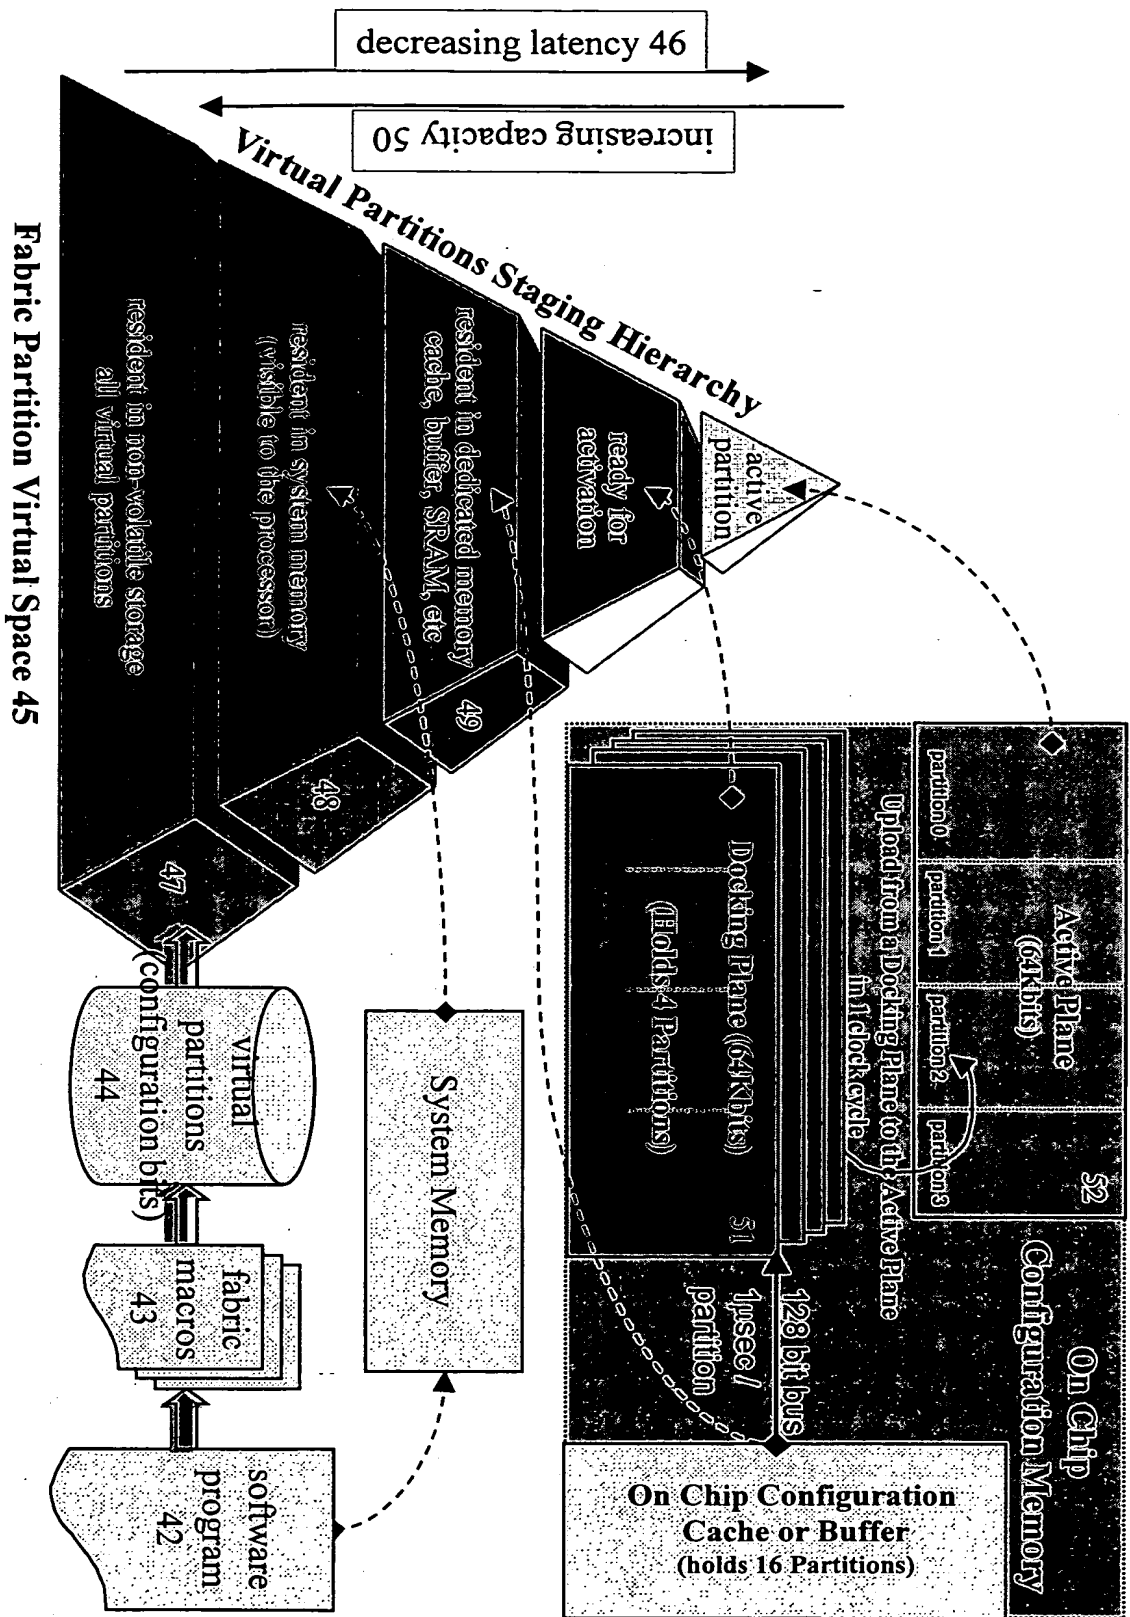 decreasing latency 46
increasing capacity 50
Virtual Partitions Staging Hierarchy
active
partition
ready for
activation
resident in dedicated memory
cache, buffer, SRAM, etc
49
resident in system memory
(visible to the processor)
48
resident in non-volatile storage
all virtual partitions
47
Fabric Partition Virtual Space 45
On Chip
Configuration Memory
Active Plane
(64Kbits)
52
partition 0
partition 1
partition 2
partition 3
Upload from a Docking Plane to the Active Plane
in 1 clock cycle
Docking Plane (64Kbits)
(Holds 4 Partitions)
51
128 bit bus
1μsec /
partition
On Chip Configuration
Cache or Buffer
(holds 16 Partitions)
System Memory
virtual
partitions
(configuration bits)
44
fabric
macros
43
software
program
42